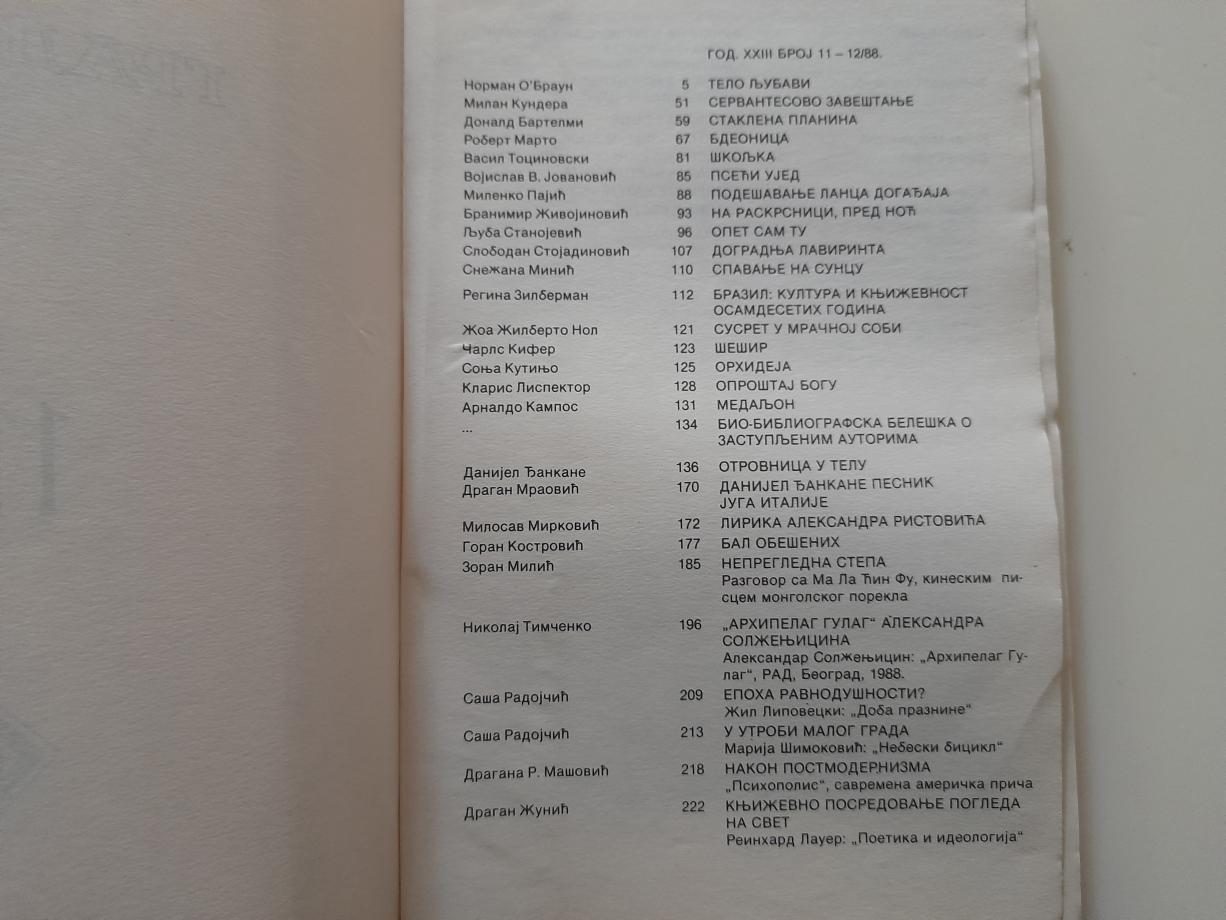 ГОД. XXIII БРОЈ 11 – 12/88.
Норман О'Браун 5 ТЕЛО ЉУБАВИ
Милан Кундера 51 СЕРВАНТЕСОВО ЗАВЕШТАЊЕ
Доналд Бартелми 59 СТАКЛЕНА ПЛАНИНА
Роберт Марто 67 БДЕОНИЦА
Васил Тоциновски 81 ШКОЉКА
Војислав В. Јовановић 85 ПСЕЋИ УЈЕД
Миленко Пајић 88 ПОДЕШАВАЊЕ ЛАНЦА ДОГАЂАЈА
Бранимир Живојиновић 93 НА РАСКРСНИЦИ, ПРЕД НОЋ
Љуба Станојевић 96 ОПЕТ САМ ТУ
Слободан Стојадиновић 107 ДОГРАДЊА ЛАВИРИНТА
Снежана Минић 110 СПАВАЊЕ НА СУНЦУ
Регина Зилберман 112 БРАЗИЛ: КУЛТУРА И КЊИЖЕВНОСТ
ОСАМДЕСЕТИХ ГОДИНА
Жоа Жилберто Нол 121 СУСРЕТ У МРАЧНОЈ СОБИ
Чарлс Кифер 123 ШЕШИР
Соња Кутињо 125 ОРХИДЕЈА
Кларис Лиспектор 128 ОПРОШТАЈ БОГУ
Арналдо Кампос 131 МЕДАЉОН
... 134 БИО-БИБЛИОГРАФСКА БЕЛЕШКА О
ЗАСТУПЉЕНИМ АУТОРИМА
Данијел Ђанкане 136 ОТРОВНИЦА У ТЕЛУ
Драган Мраовић 170 ДАНИЈЕЛ ЂАНКАНЕ ПЕСНИК
ЈУГА ИТАЛИЈЕ
Милосав Мирковић 172 ЛИРИКА АЛЕКСАНДРА РИСТОВИЋА
Горан Костровић 177 БАЛ ОБЕШЕНИХ
Зоран Милић 185 НЕПРЕГЛЕДНА СТЕПА
Разговор са Ма Ла Ћин Фу, кинеским пи-
сцем монголског порекла
Николај Тимченко 196 „АРХИПЕЛАГ ГУЛАГ“ АЛЕКСАНДРА
СОЛЖЕЊИЦИНА
Александар Солжењицин: „Архипелаг Гу-
лаг“, РАД, Београд, 1988.
Саша Радојчић 209 ЕПОХА РАВНОДУШНОСТИ?
Жил Липовецки: „Доба празнине“
Саша Радојчић 213 У УТРОБИ МАЛОГ ГРАДА
Марија Шимоковић: „Небески бицикл“
Драгана Р. Машовић 218 НАКОН ПОСТМОДЕРНИЗМА
„Психополис“, савремена америчка прича
Драган Жунић 222 КЊИЖЕВНО ПОСРЕДОВАЊЕ ПОГЛЕДА
НА СВЕТ
Реинхард Лауер: „Поетика и идеологија“